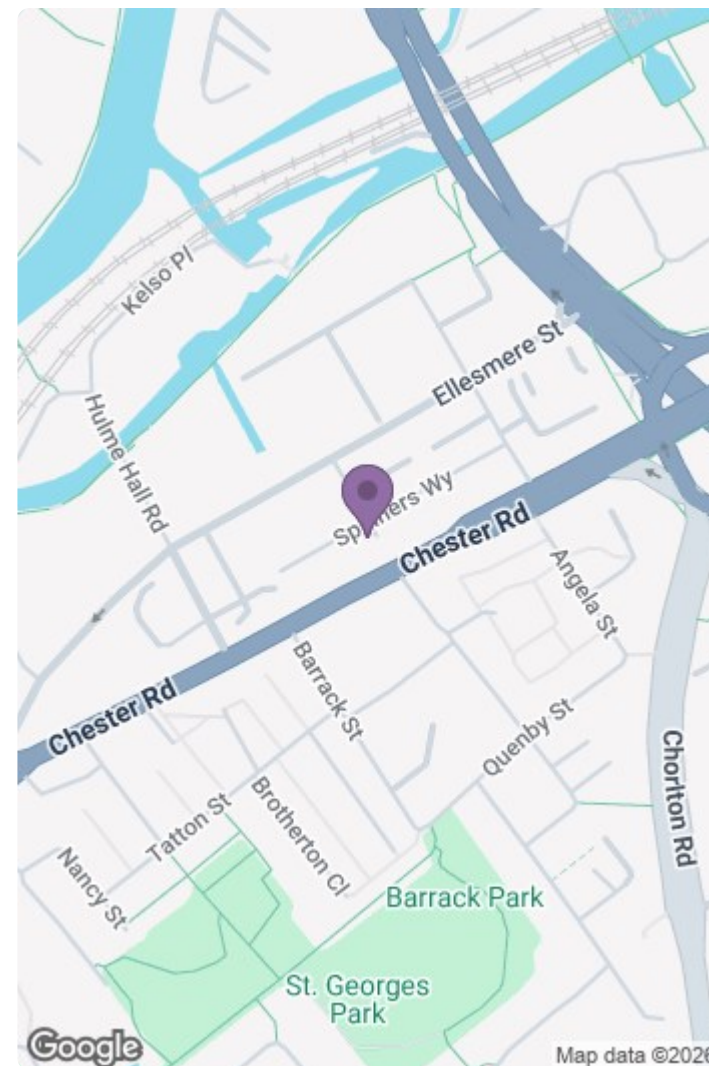 Kelso Pl
Ellesmere St
Hulme Hall Rd
Chester Rd
Angela St
Barrack St
Chester Rd
Quenby St
Chorlton Rd
Tatton St
Brotherton Cl
Nancy St
Barrack Park
St. Georges
Park
Google
Map data ©2026